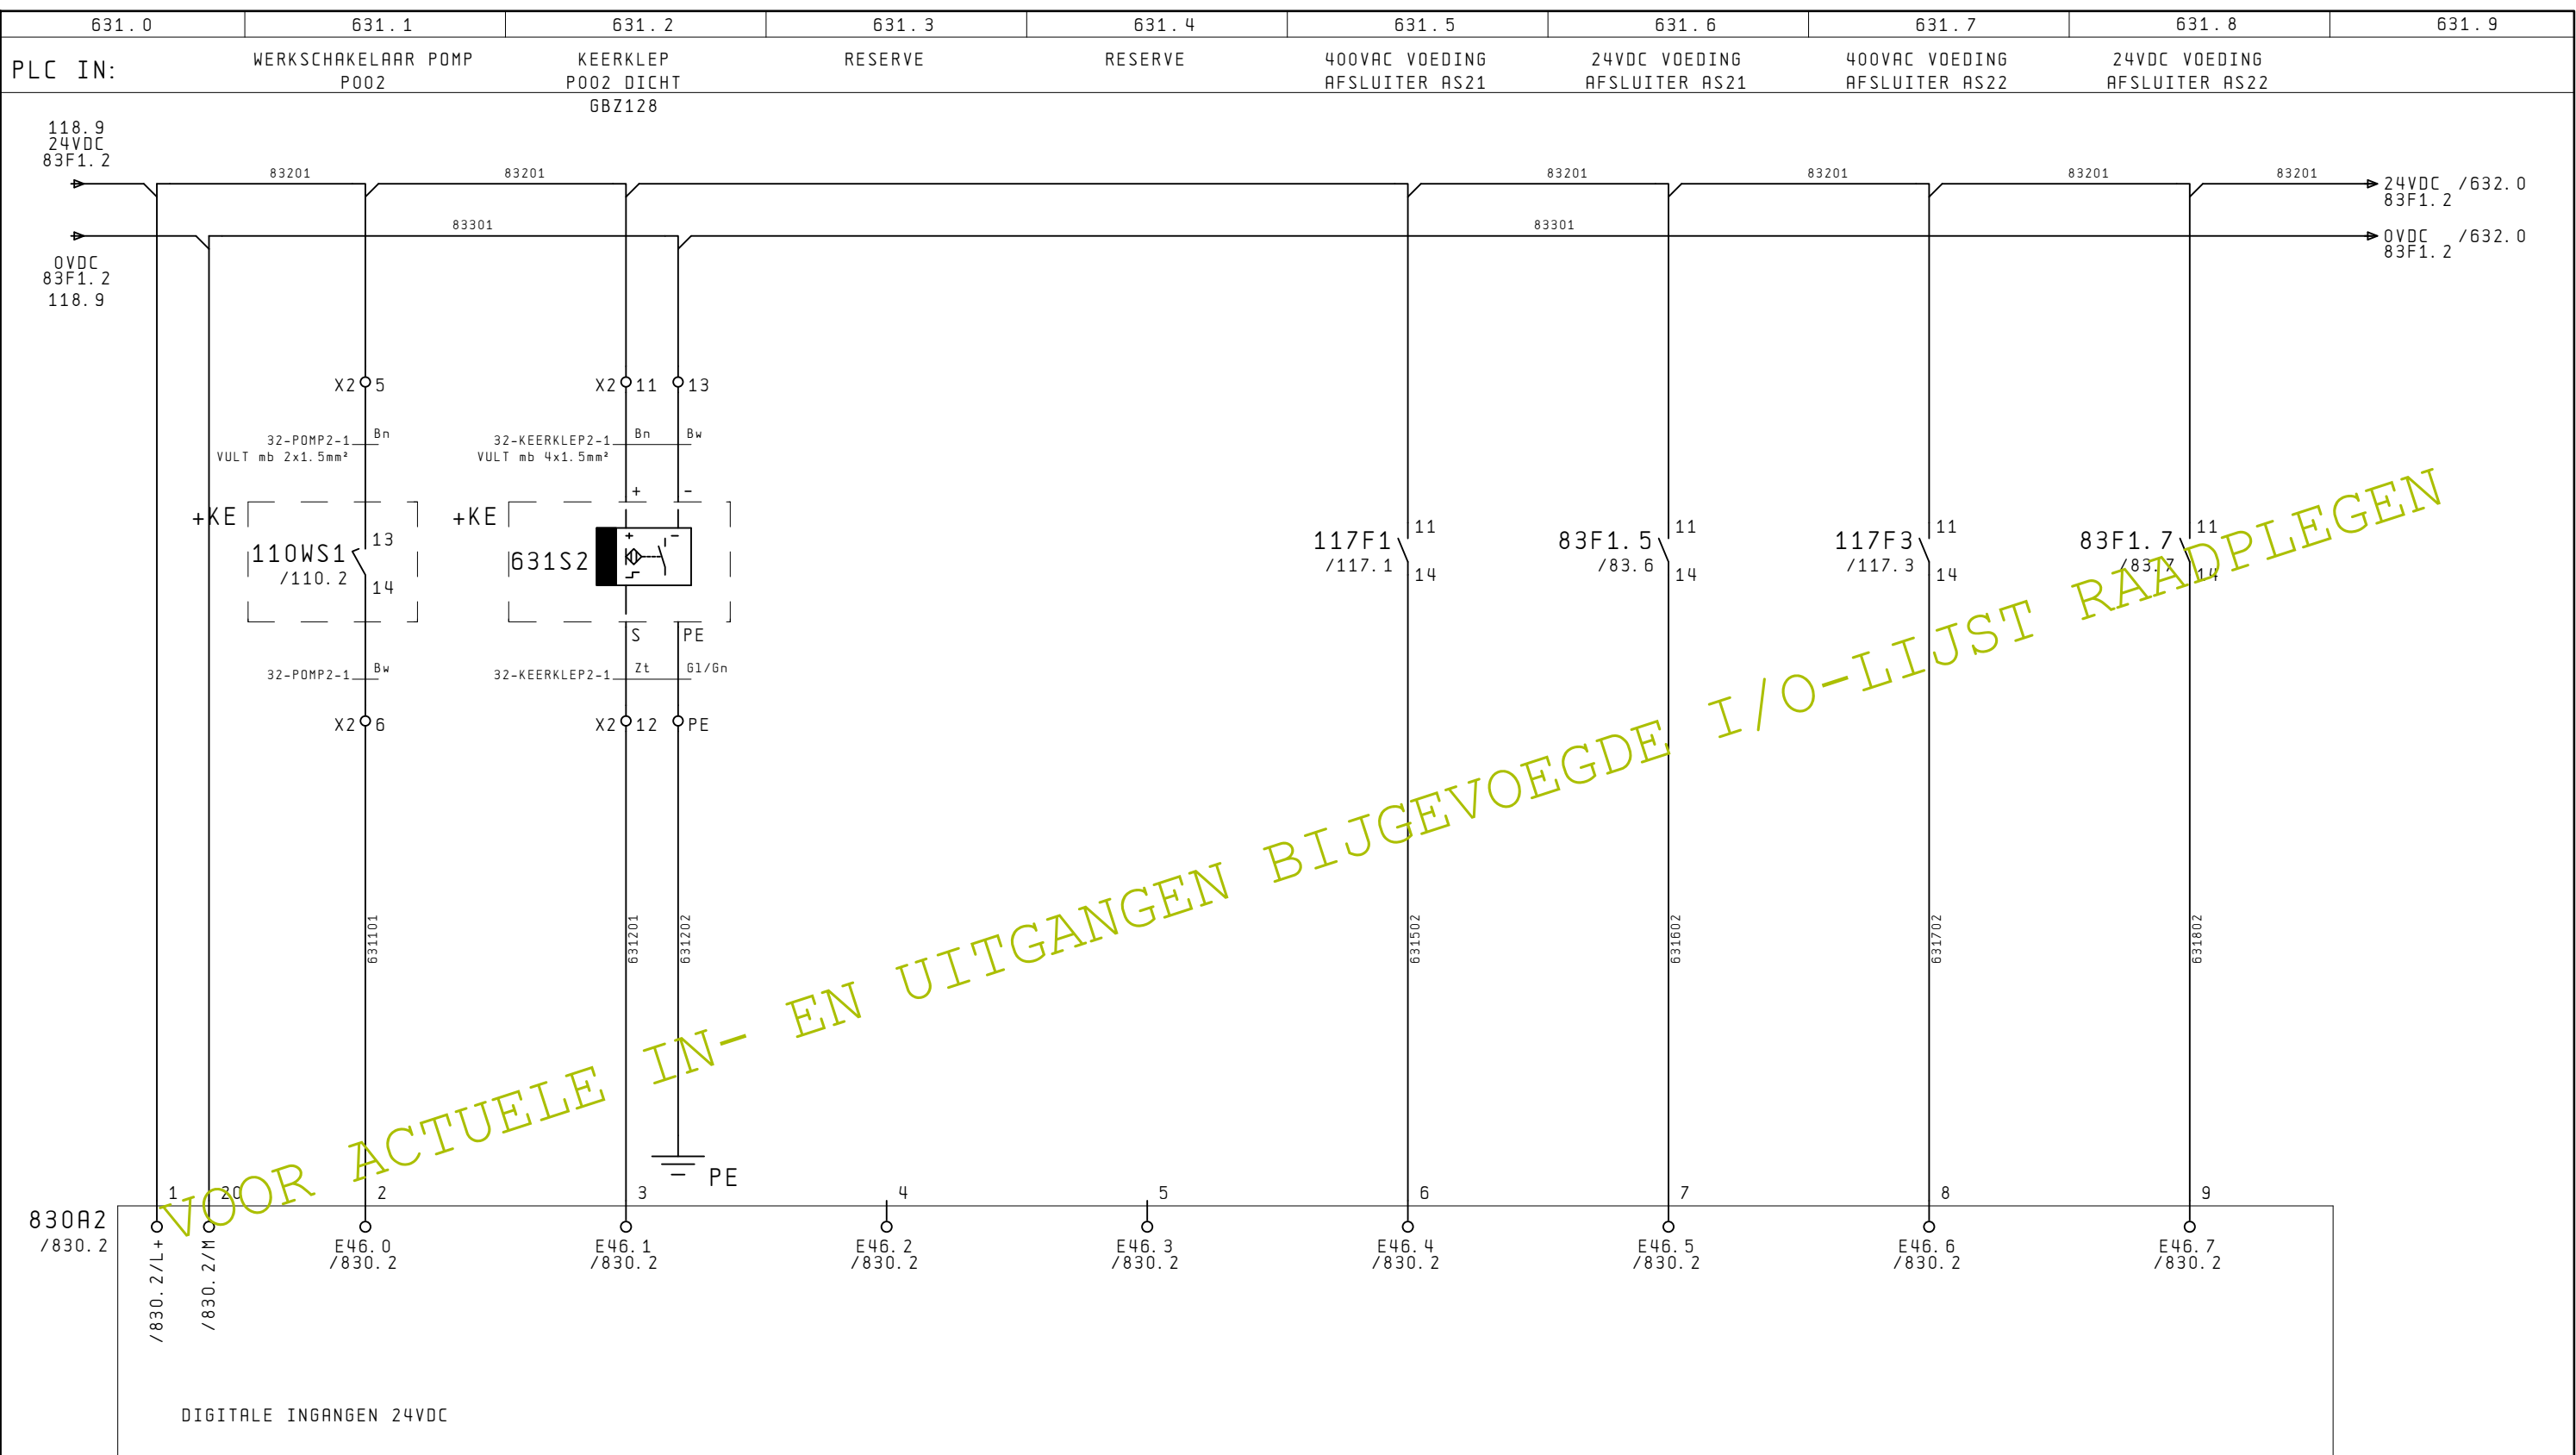 631.0 631.1 631.2 631.3 631.4 631.5 631.6 631.7 631.8 631.9
PLC IN:
WERKSCHAKELAAR POMP
P002
KEERKLEP
P002 DICHT
GBZ128
RESERVE
RESERVE
400VAC VOEDING
AFSLUITER AS21
24VDC VOEDING
AFSLUITER AS21
400VAC VOEDING
AFSLUITER AS22
24VDC VOEDING
AFSLUITER AS22
118.9
24VDC
83F1.2
83201 83201 83201 83201 83201 83201
24VDC /632.0
83F1.2
83301 83301
0VDC /632.0
83F1.2
0VDC
83F1.2
118.9
X2 5 X2 11 13
32-POMP2-1 Bn
VULT mb 2x1.5mm²
32-KEERKLEP2-1 Bn Bw
VULT mb 4x1.5mm²
+ -
+KE +KE
13
110WS1
/110.2
14
631S2
+ -
11
117F1
/117.1
14
11
83F1.5
/83.6
14
11
117F3
/117.3
14
11
83F1.7
/83.7
14
S PE
32-POMP2-1 Bw
32-KEERKLEP2-1 Zt Gl/Gn
X2 6 X2 12 PE
631101 631201 631202 631502 631602 631702 631802
VOOR ACTUELE IN- EN UITGANGEN BIJGEVOEGDE I/O-LIJST RAADPLEGEN
PE
1 20 2 3 4 5 6 7 8 9
830A2
/830.2
/830.2/L+
/830.2/M
E46.0 E46.1 E46.2 E46.3 E46.4 E46.5 E46.6 E46.7
/830.2 /830.2 /830.2 /830.2 /830.2 /830.2 /830.2 /830.2
DIGITALE INGANGEN 24VDC